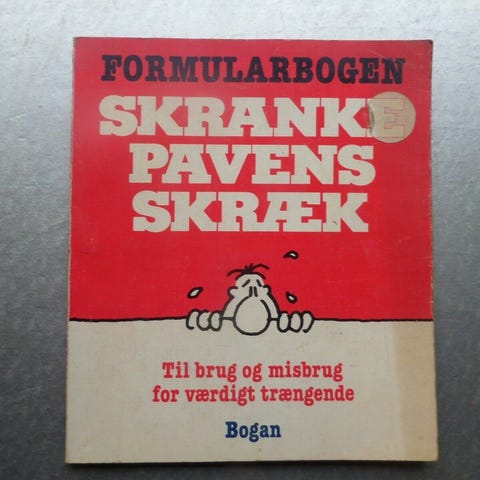 FORMULARBOGEN
SKRANKE
PAVENS
SKRÆK
Til brug og misbrug
for værdigt trængende
Bogan